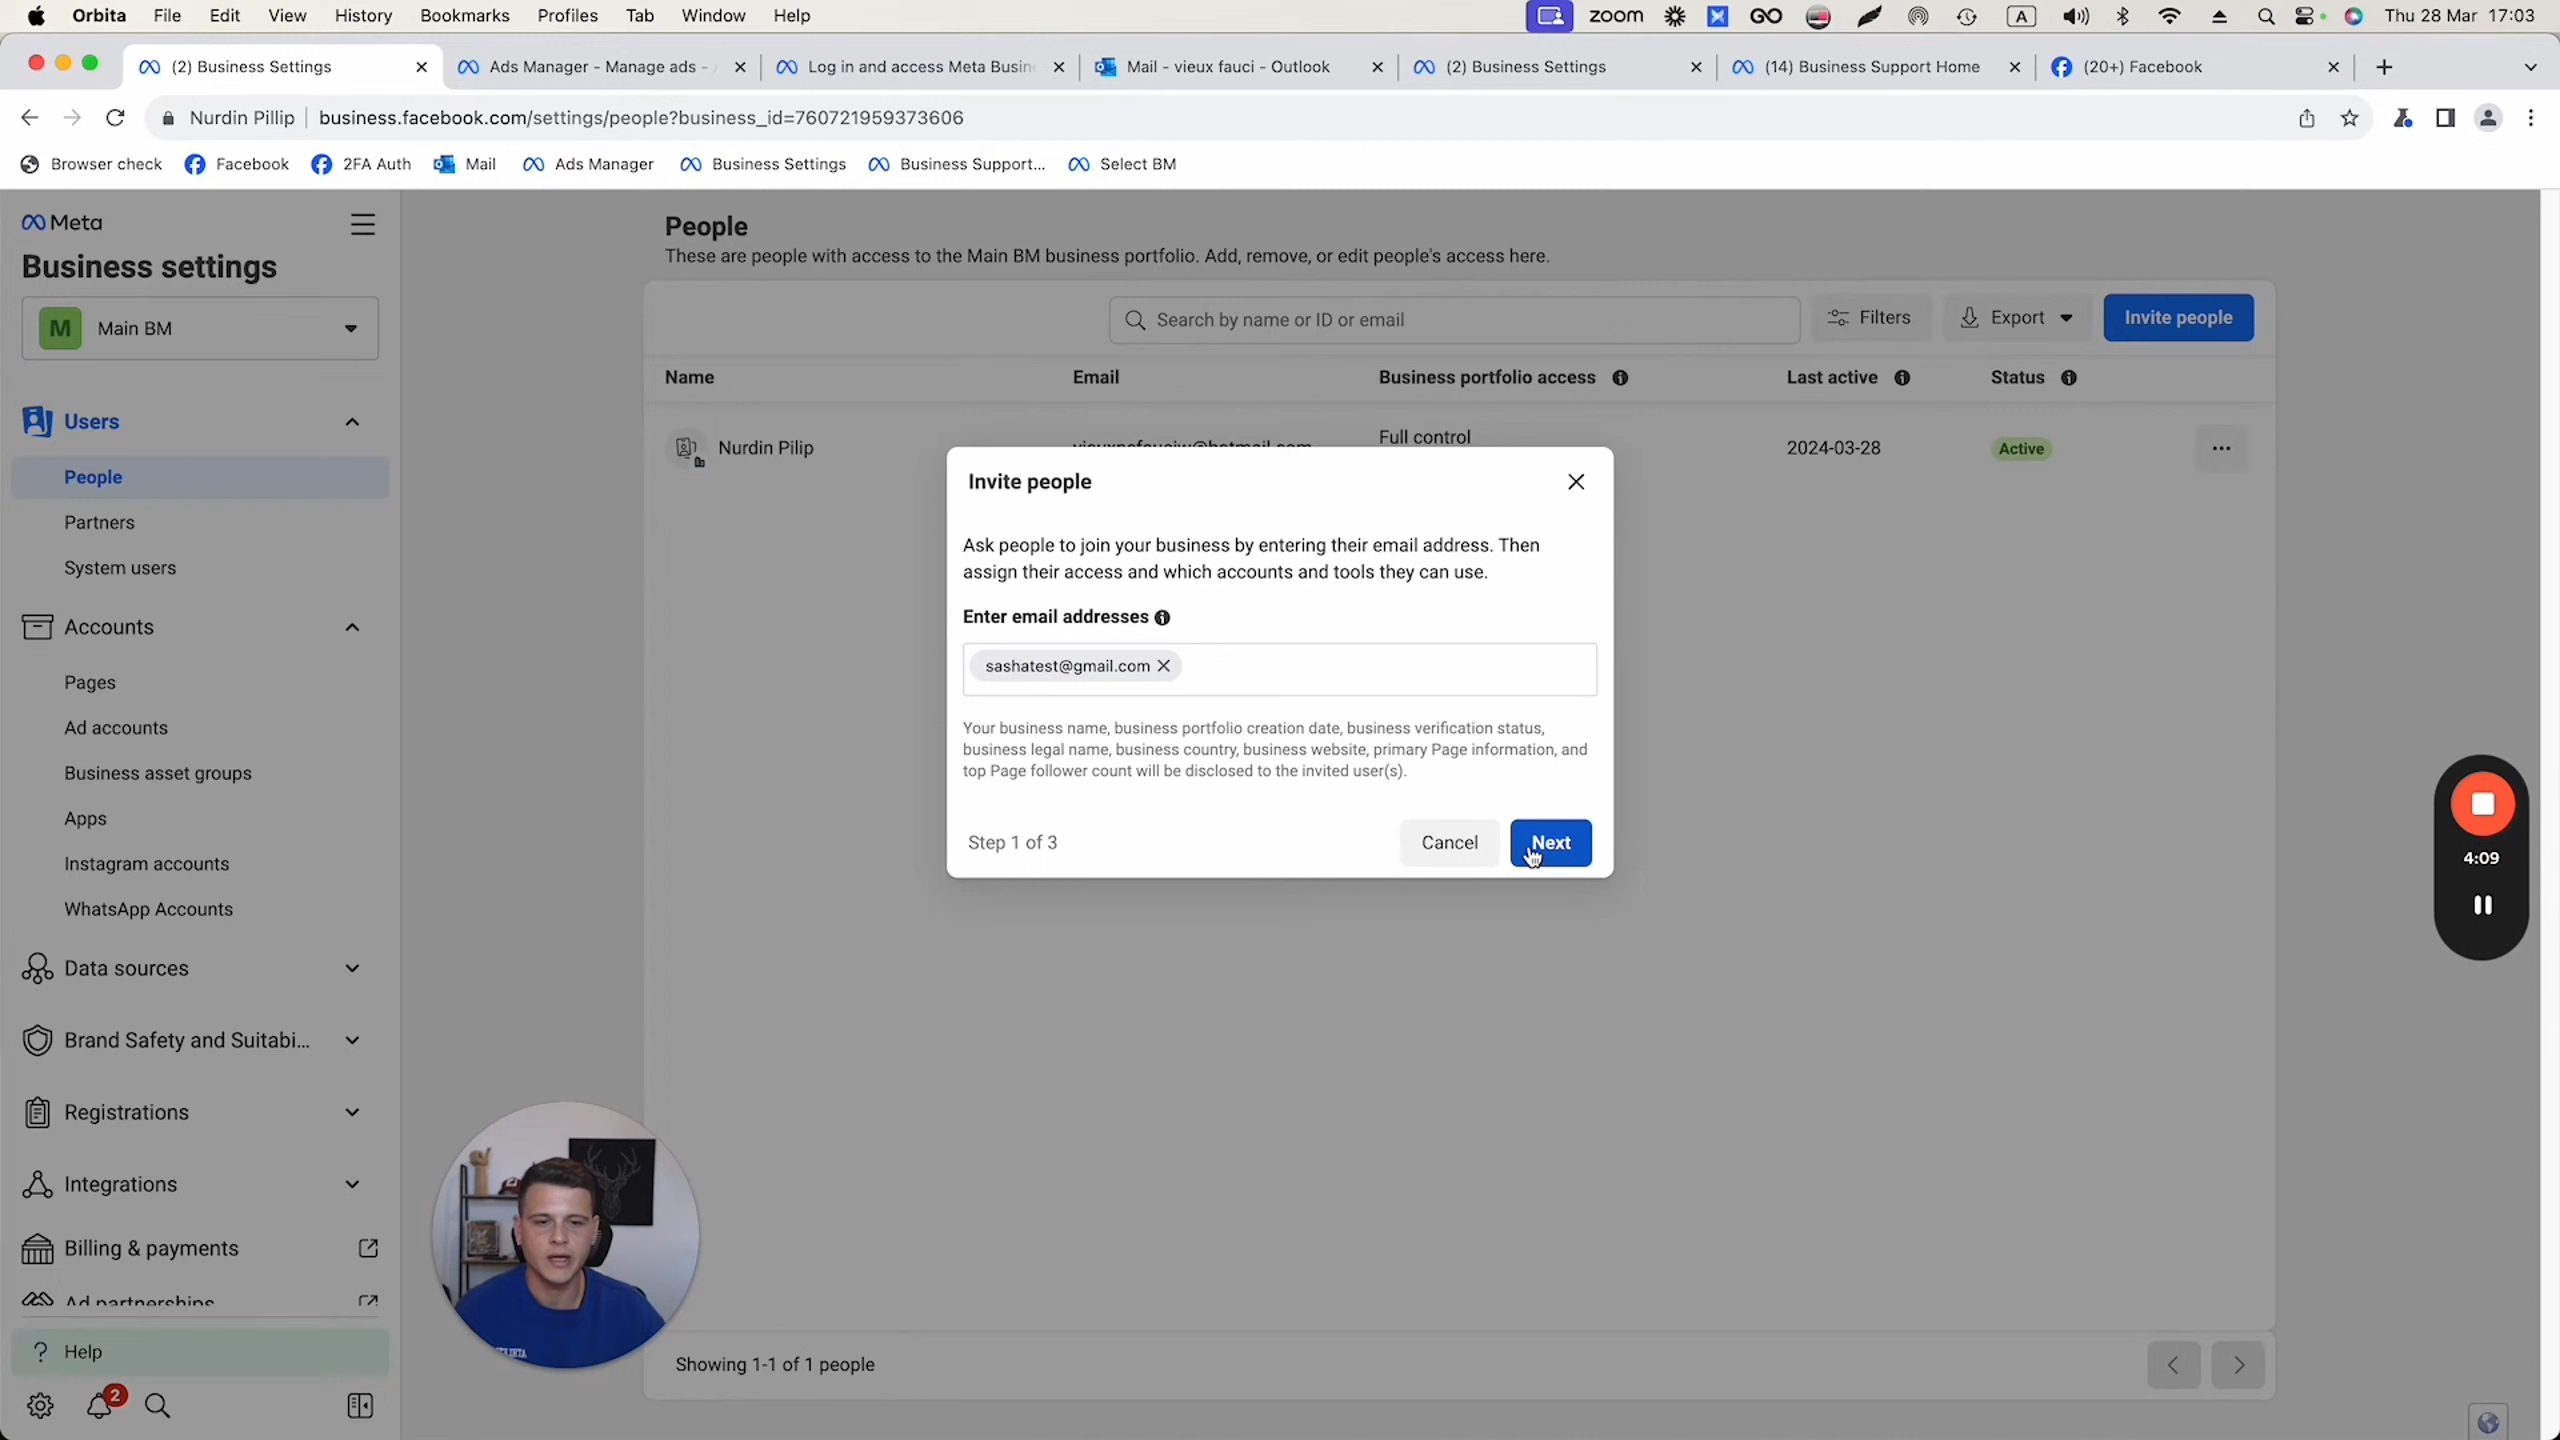 Orbita File Edit View History Bookmarks Profiles Tab Window Help zoom A Thu 28 Mar 17:03
(2) Business Settings Ads Manager - Manage ads - Log in and access Meta Busin Mail - vieux fauci - Outlook (2) Business Settings (14) Business Support Home (20+) Facebook
Nurdin Pillip business.facebook.com/settings/people?business_id=760721959373606
Browser check Facebook 2FA Auth Mail Ads Manager Business Settings Business Support... Select BM
Meta
Business settings
M Main BM
Users
People
Partners
System users
Accounts
Pages
Ad accounts
Business asset groups
Apps
Instagram accounts
WhatsApp Accounts
Data sources
Brand Safety and Suitabi...
Registrations
Integrations
Billing & payments
Ad partnerships
? Help
2
People
These are people with access to the Main BM business portfolio. Add, remove, or edit people's access here.
Search by name or ID or email Filters Export Invite people
Name Email Business portfolio access Last active Status
Nurdin Pilip Full control 2024-03-28 Active
Invite people
Ask people to join your business by entering their email address. Then
assign their access and which accounts and tools they can use.
Enter email addresses
sashatest@gmail.com
Your business name, business portfolio creation date, business verification status,
business legal name, business country, business website, primary Page information, and
top Page follower count will be disclosed to the invited user(s).
Step 1 of 3 Cancel Next
4:09
Showing 1-1 of 1 people